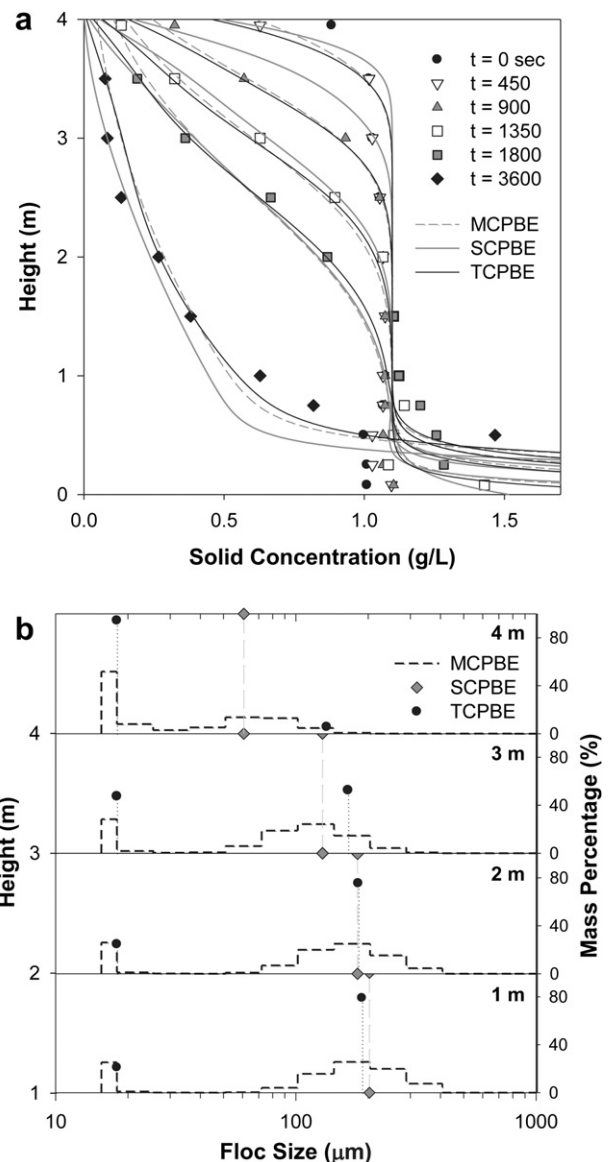 a
4
3
2
1
0
Height (m)
0.0 0.5 1.0 1.5
Solid Concentration (g/L)
t = 0 sec
t = 450
t = 900
t = 1350
t = 1800
t = 3600
MCPBE
SCPBE
TCPBE
b
4 m
MCPBE
SCPBE
TCPBE
3 m
2 m
1 m
4
3
2
1
Height (m)
80
40
0
80
40
0
80
40
0
80
40
0
Mass Percentage (%)
10 100 1000
Floc Size (μm)